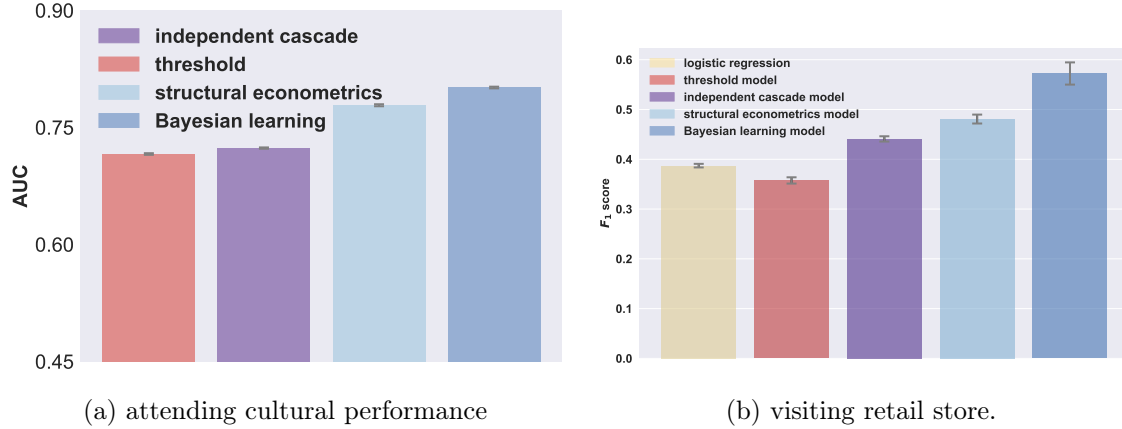 0.90
0.75
0.60
0.45
AUC
independent cascade
threshold
structural econometrics
Bayesian learning
(a) attending cultural performance
0.6
0.5
0.4
0.3
0.2
0.1
0.0
F1 score
logistic regression
threshold model
independent cascade model
structural econometrics model
Bayesian learning model
(b) visiting retail store.